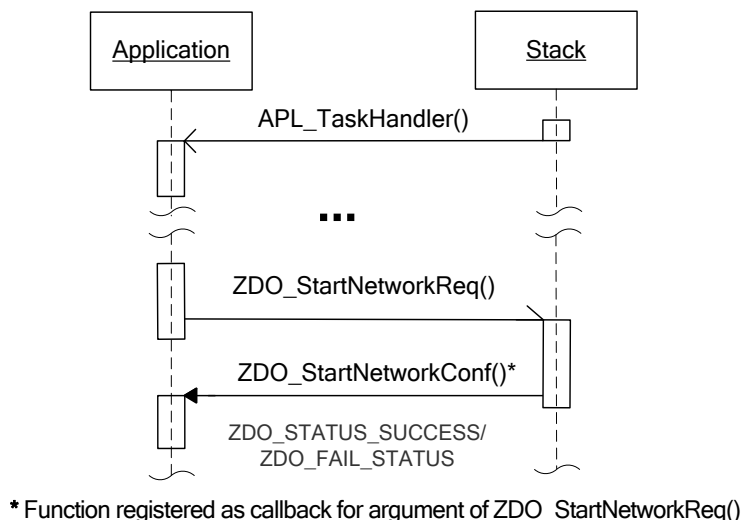 Application
Stack
APL_TaskHandler()
...
ZDO_StartNetworkReq()
ZDO_StartNetworkConf()*
ZDO_STATUS_SUCCESS/
ZDO_FAIL_STATUS
* Function registered as callback for argument of ZDO_StartNetworkReq()